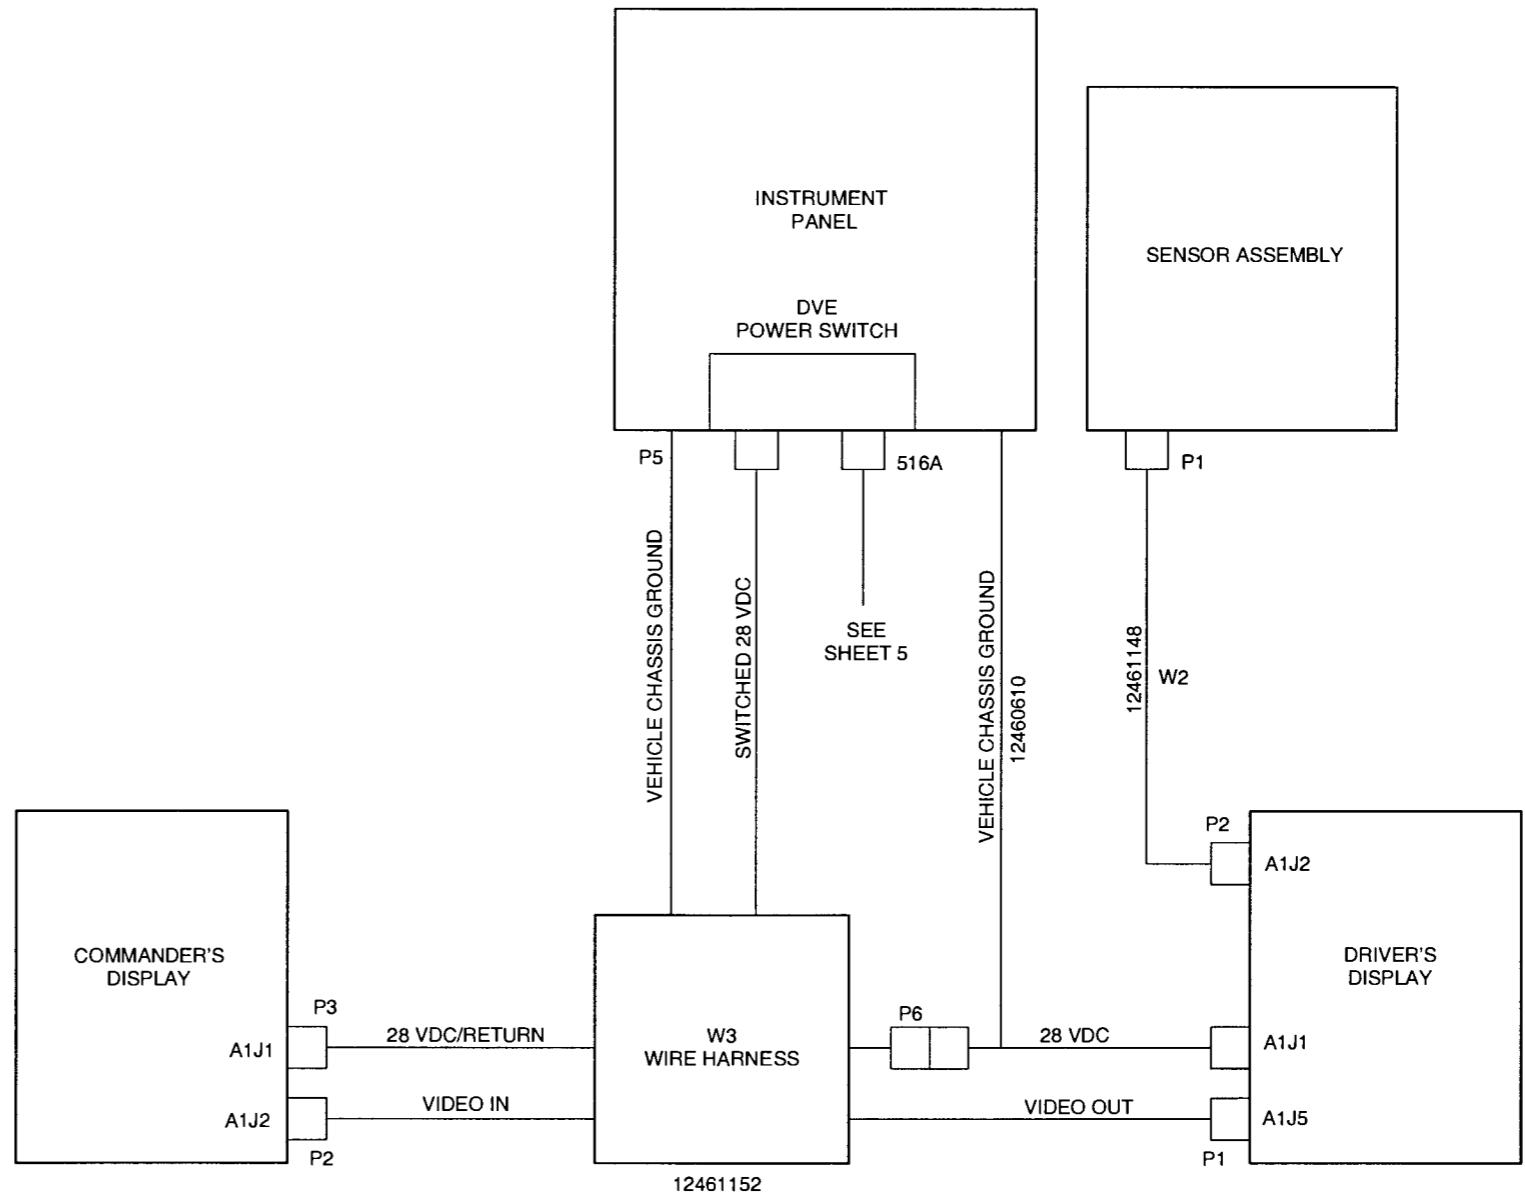 INSTRUMENT
PANEL
SENSOR ASSEMBLY
DVE
POWER SWITCH
P5
516A
P1
VEHICLE CHASSIS GROUND
SWITCHED 28 VDC
SEE
SHEET 5
VEHICLE CHASSIS GROUND
12460610
12461148
W2
P2
A1J2
COMMANDER'S
DISPLAY
DRIVER'S
DISPLAY
P3
A1J1
28 VDC/RETURN
W3
WIRE HARNESS
P6
28 VDC
A1J1
A1J2
VIDEO IN
VIDEO OUT
A1J5
P2
P1
12461152